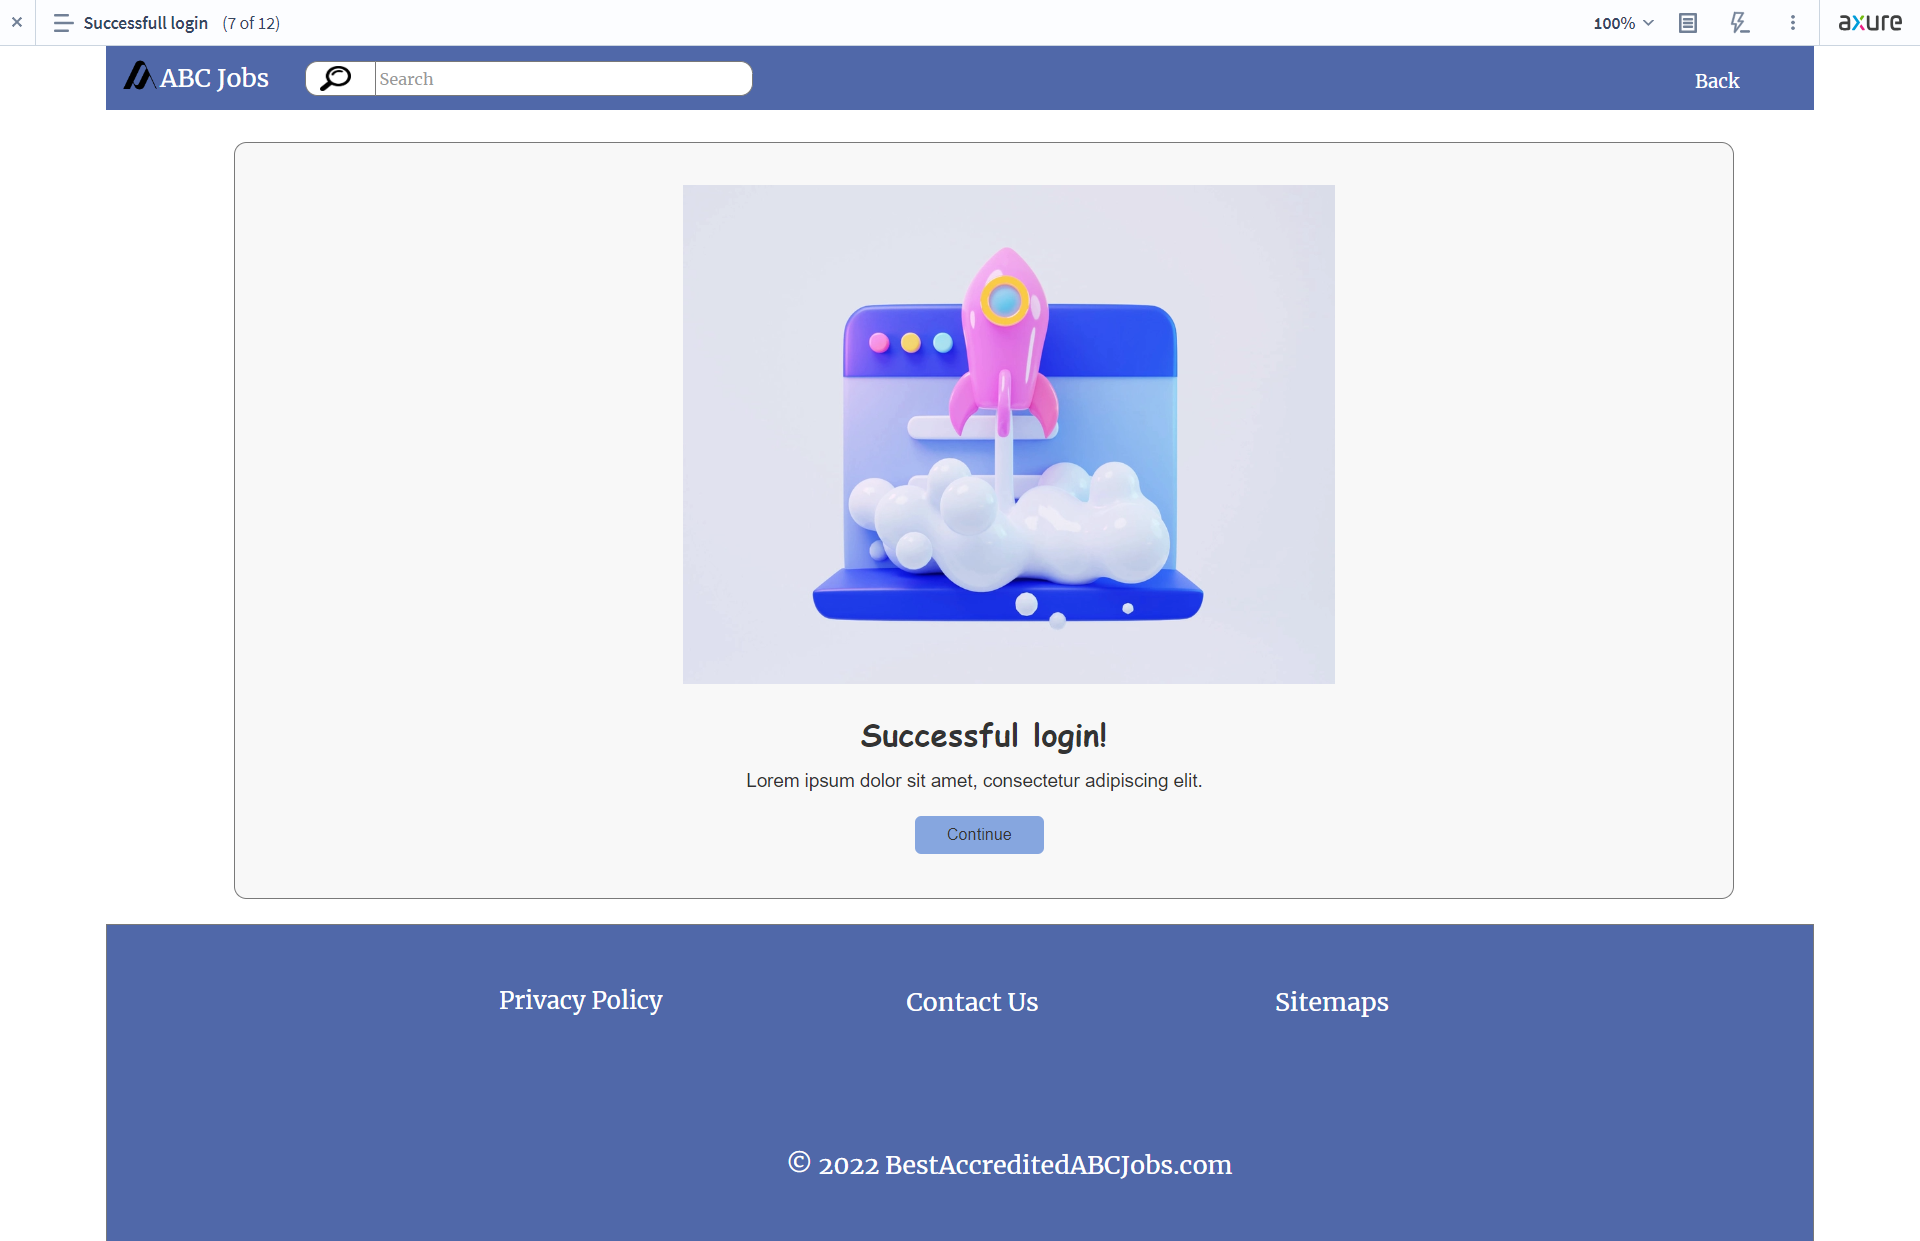 Successfull login (7 of 12)
100%
axure
ABC Jobs
Search
Back
Successful login!
Lorem ipsum dolor sit amet, consectetur adipiscing elit.
Continue
Privacy Policy
Contact Us
Sitemaps
© 2022 BestAccreditedABCJobs.com